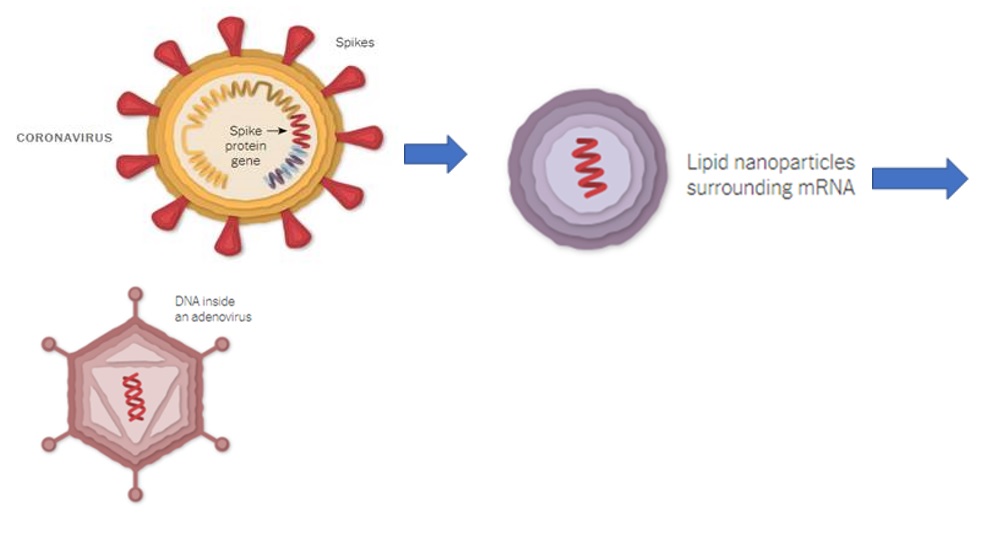 Spikes
CORONAVIRUS
Spike
protein
gene
Lipid nanoparticles
surrounding mRNA
DNA inside
an adenovirus